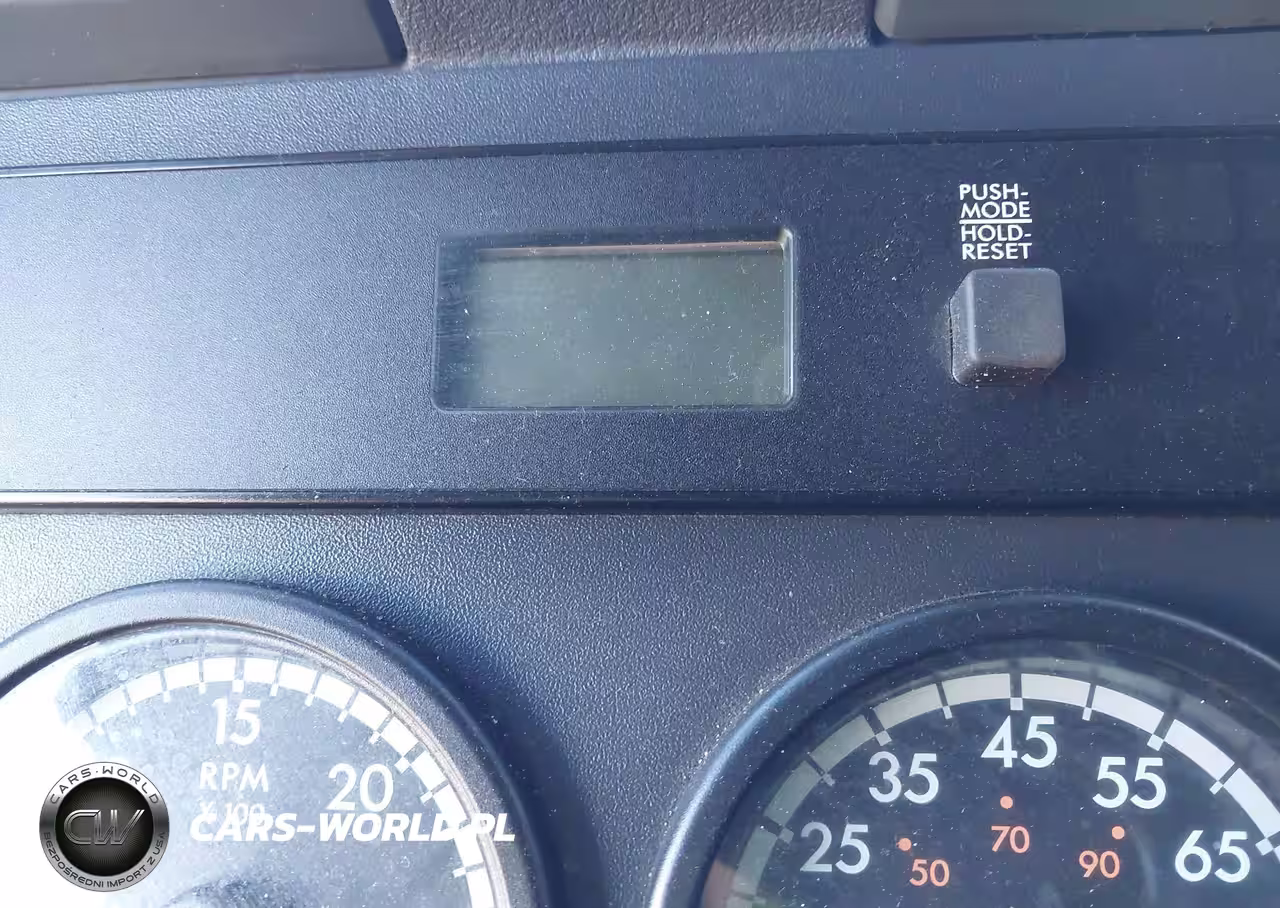 PUSH-
MODE
HOLD-
RESET
15
RPM
X 100
20
25
35
45
55
65
50
70
90
CARS-WORLD
CW
BEZPOŚREDNI IMPORT Z USA
CARS-WORLD.PL